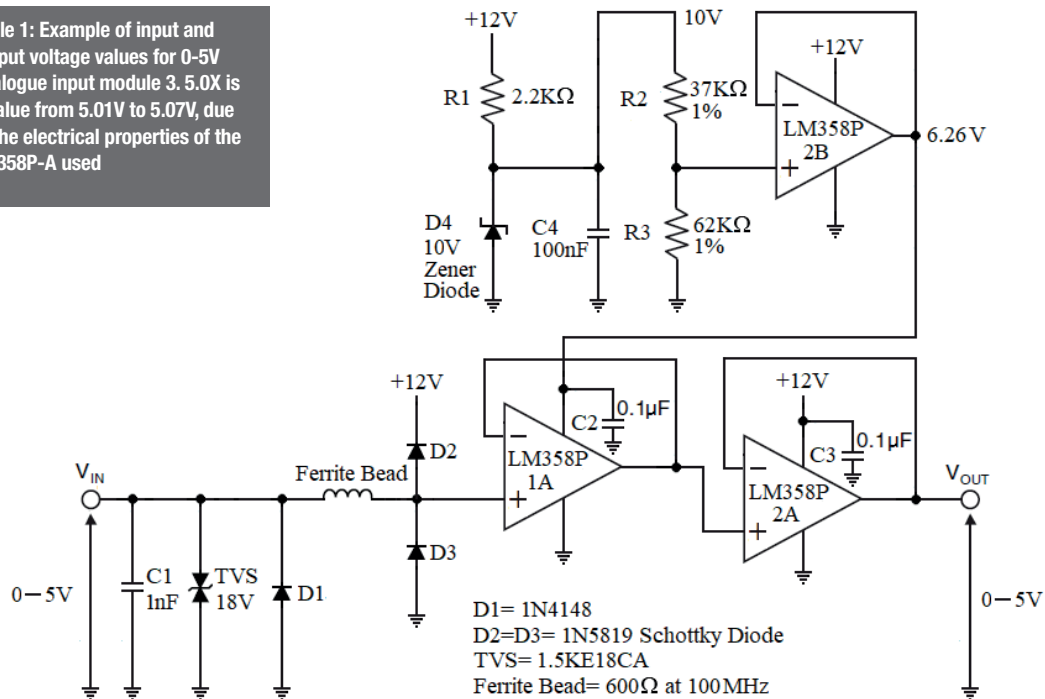 le 1: Example of input and
put voltage values for 0-5V
logue input module 3. 5.0X is
alue from 5.01V to 5.07V, due
he electrical properties of the
358P-A used
+12V
10V
+12V
R1
2.2KΩ
R2
37KΩ
1%
LM358P
2B
6.26V
D4
10V
Zener
Diode
C4
100nF
R3
62KΩ
1%
+12V
D2
C2
0.1µF
LM358P
1A
+12V
C3
0.1µF
LM358P
2A
VIN
Ferrite Bead
VOUT
D3
0–5V
C1
1nF
TVS
18V
D1
0–5V
D1= 1N4148
D2=D3= 1N5819 Schottky Diode
TVS= 1.5KE18CA
Ferrite Bead= 600Ω at 100MHz